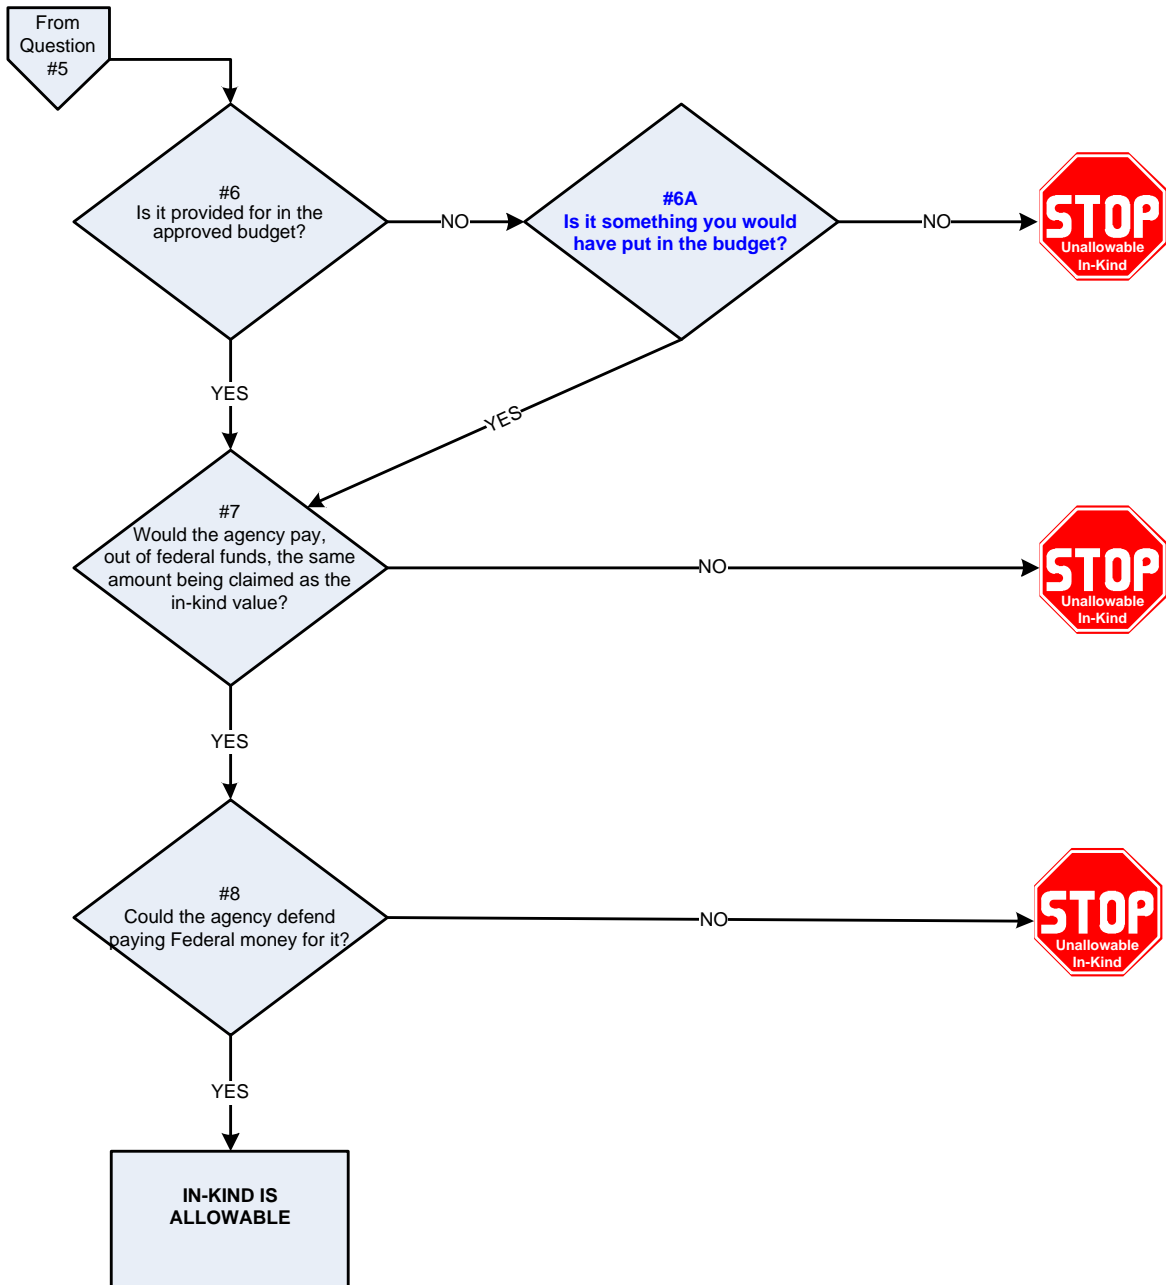 From
Question
#5
#6
Is it provided for in the
approved budget?
NO
#6A
Is it something you would
have put in the budget?
NO
STOP
Unallowable
In-Kind
YES
YES
#7
Would the agency pay,
out of federal funds, the same
amount being claimed as the
in-kind value?
NO
STOP
Unallowable
In-Kind
YES
#8
Could the agency defend
paying Federal money for it?
NO
STOP
Unallowable
In-Kind
YES
IN-KIND IS
ALLOWABLE